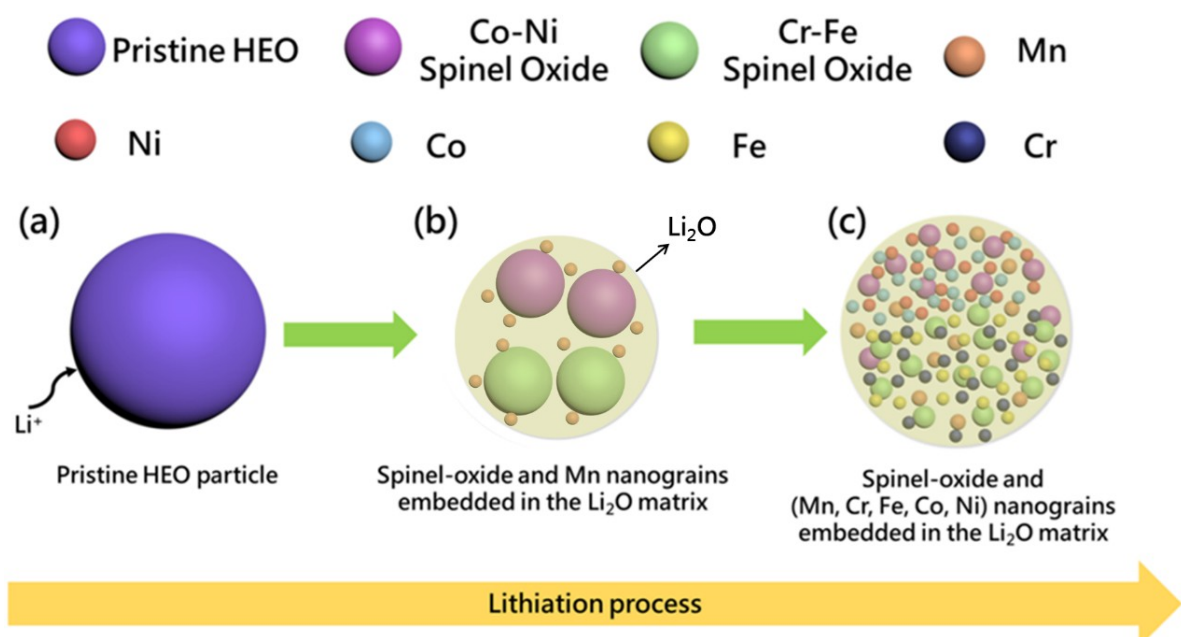 Pristine HEO
Co-Ni
Spinel Oxide
Cr-Fe
Spinel Oxide
Mn
Ni
Co
Fe
Cr
(a)
(b)
Li₂O
(c)
Li⁺
Pristine HEO particle
Spinel-oxide and Mn nanograins
embedded in the Li₂O matrix
Spinel-oxide and
(Mn, Cr, Fe, Co, Ni) nanograins
embedded in the Li₂O matrix
Lithiation process